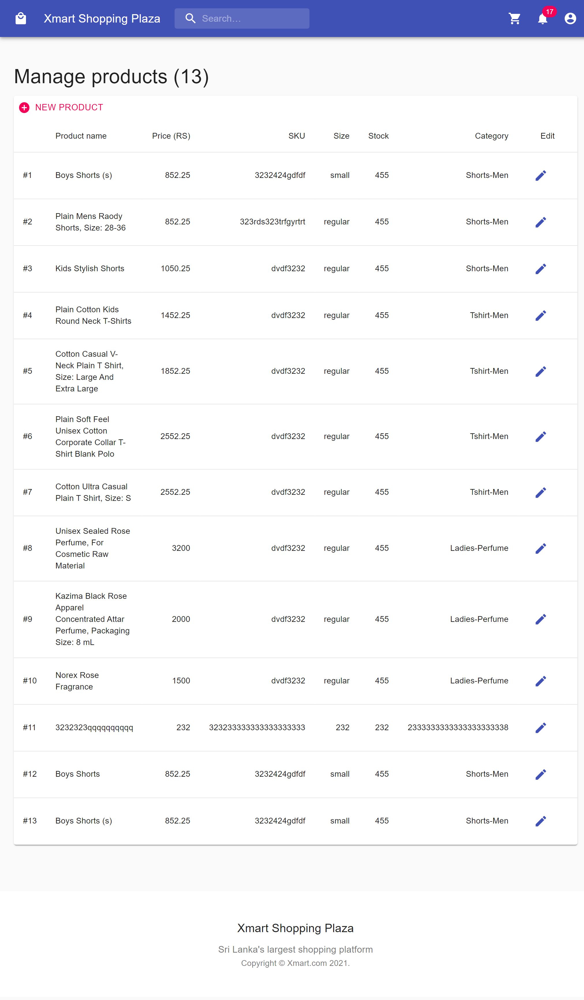 Xmart Shopping Plaza Search… 17
Manage products (13)
NEW PRODUCT
Product name Price (RS) SKU Size Stock Category Edit
#1 Boys Shorts (s) 852.25 3232424gdfdf small 455 Shorts-Men
#2 Plain Mens Raody
Shorts, Size: 28-36 852.25 323rds323trfgyrtrt regular 455 Shorts-Men
#3 Kids Stylish Shorts 1050.25 dvdf3232 regular 455 Shorts-Men
#4 Plain Cotton Kids
Round Neck T-Shirts 1452.25 dvdf3232 regular 455 Tshirt-Men
#5 Cotton Casual V-
Neck Plain T Shirt,
Size: Large And
Extra Large 1852.25 dvdf3232 regular 455 Tshirt-Men
#6 Plain Soft Feel
Unisex Cotton
Corporate Collar T-
Shirt Blank Polo 2552.25 dvdf3232 regular 455 Tshirt-Men
#7 Cotton Ultra Casual
Plain T Shirt, Size: S 2552.25 dvdf3232 regular 455 Tshirt-Men
#8 Unisex Sealed Rose
Perfume, For
Cosmetic Raw
Material 3200 dvdf3232 regular 455 Ladies-Perfume
#9 Kazima Black Rose
Apparel
Concentrated Attar
Perfume, Packaging
Size: 8 mL 2000 dvdf3232 regular 455 Ladies-Perfume
#10 Norex Rose
Fragrance 1500 dvdf3232 regular 455 Ladies-Perfume
#11 3232323qqqqqqqqqq 232 323233333333333333333 232 232 2333333333333333333338
#12 Boys Shorts 852.25 3232424gdfdf small 455 Shorts-Men
#13 Boys Shorts (s) 852.25 3232424gdfdf small 455 Shorts-Men
Xmart Shopping Plaza
Sri Lanka's largest shopping platform
Copyright © Xmart.com 2021.